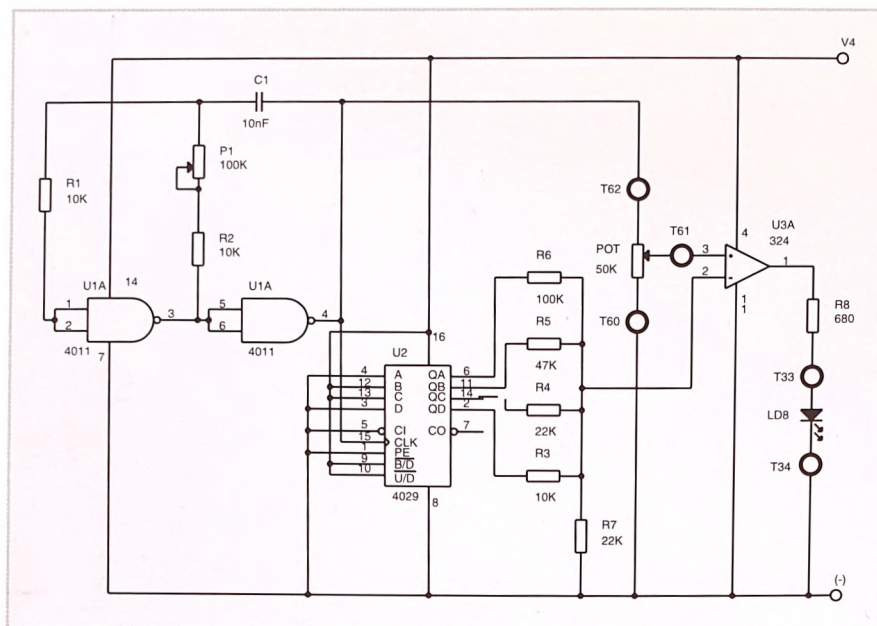 V4
C1
10nF
P1
100K
R1
10K
R2
10K
T62
T61
U3A
324
4
3
2
1
POT
50K
R6
100K
R8
680
U1A
14
U1A
1
2
3
5
6
4
4011
7
4011
T60
1
1
16
R5
47K
U2
4 A QA 6
12 B QB 11
13 C QC 14
3 D QD 2
5 CI CO 7
15 CLK
1 PE
9 B/D
10 U/D
4029
8
R4
22K
R3
10K
T33
LD8
T34
R7
22K
(-)